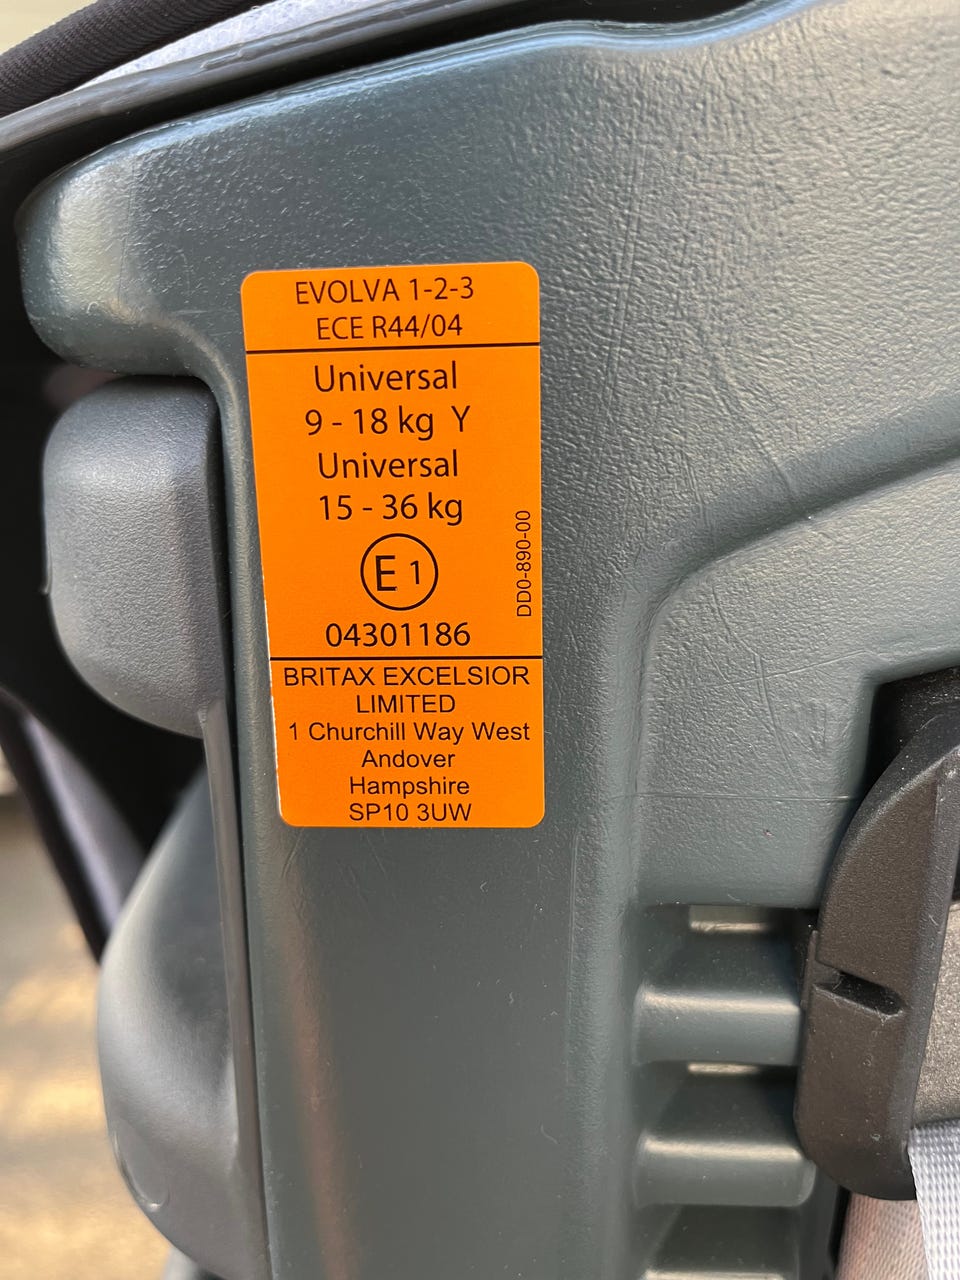 EVOLVA 1-2-3
ECE R44/04
Universal
9 - 18 kg Y
Universal
15 - 36 kg
E 1
04301186
DD0-890-00
BRITAX EXCELSIOR
LIMITED
1 Churchill Way West
Andover
Hampshire
SP10 3UW